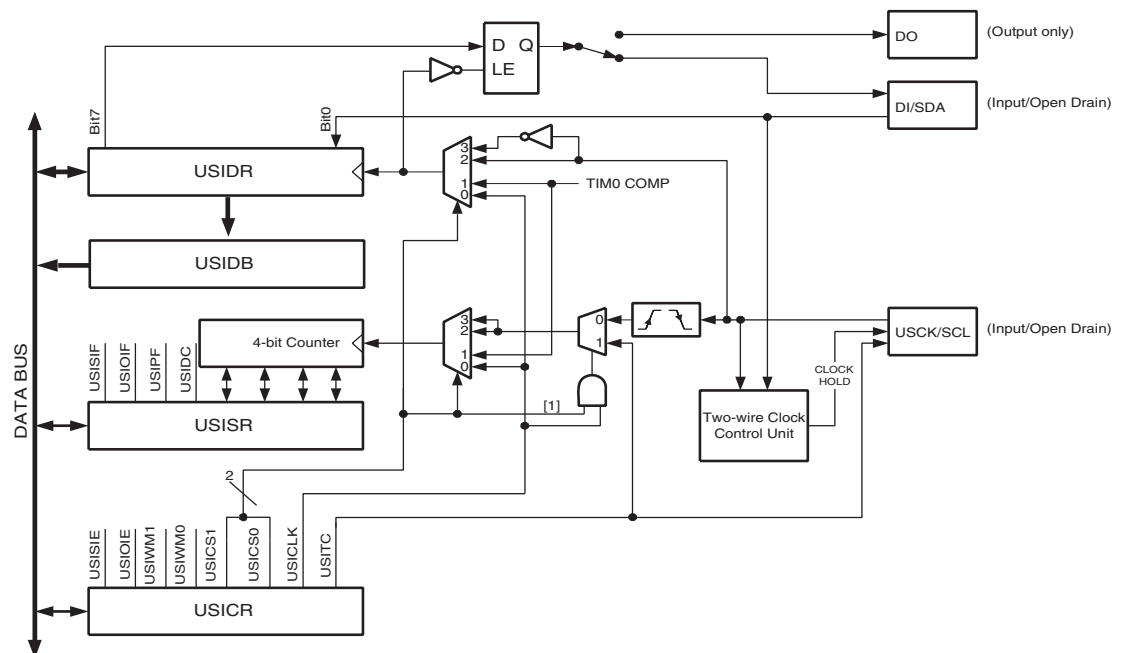 D Q
LE
DO (Output only)
DI/SDA (Input/Open Drain)
Bit7
Bit0
3
2
1
0
TIM0 COMP
USIDR
USIDB
DATA BUS
4-bit Counter
3
2
1
0
0
1
[1]
USCK/SCL (Input/Open Drain)
CLOCK
HOLD
Two-wire Clock
Control Unit
USISIF
USIOIF
USIPF
USIDC
USISR
2
USISIE
USIOIE
USIWM1
USIWM0
USICS1
USICS0
USICLK
USITC
USICR